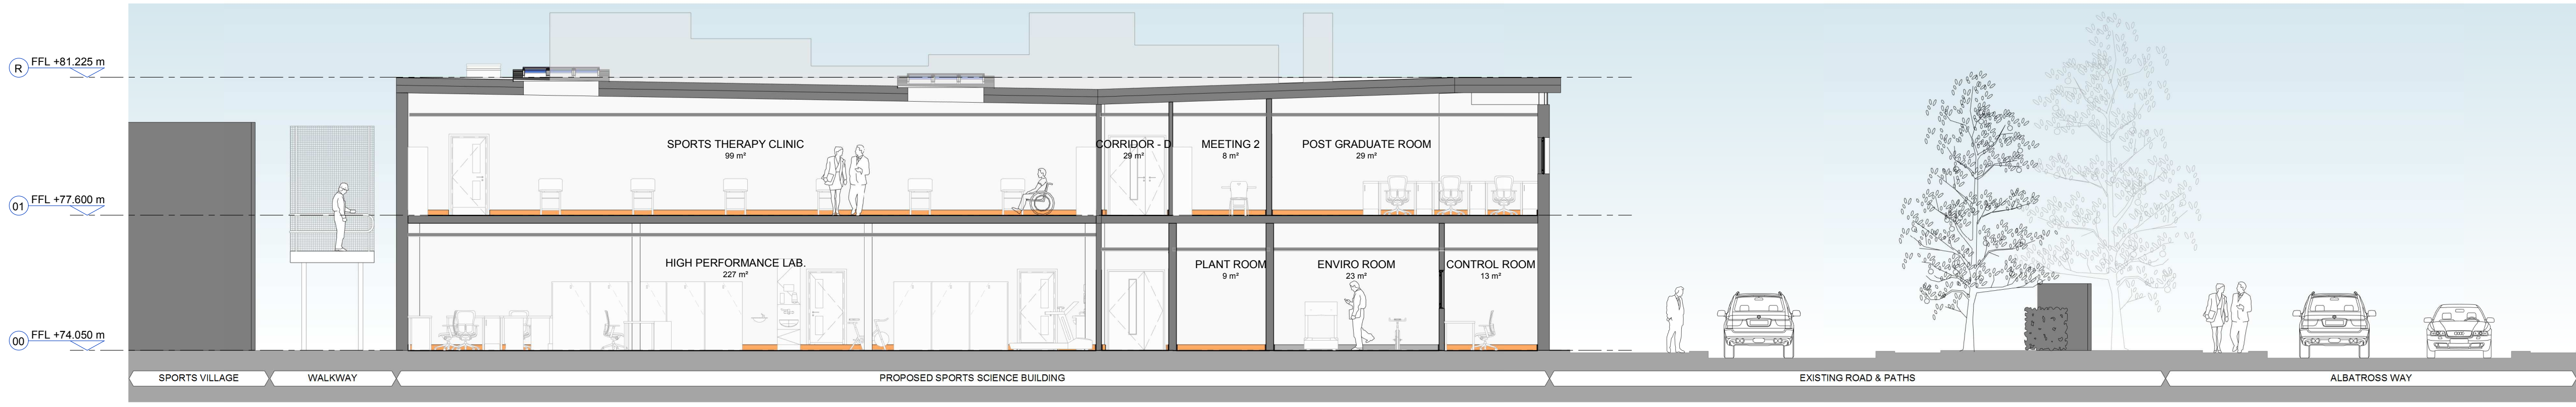 R FFL +81.225 m
SPORTS THERAPY CLINIC
99 m²
CORRIDOR - D
29 m²
MEETING 2
8 m²
POST GRADUATE ROOM
29 m²
01 FFL +77.600 m
HIGH PERFORMANCE LAB.
227 m²
PLANT ROOM
9 m²
ENVIRO ROOM
23 m²
CONTROL ROOM
13 m²
00 FFL +74.050 m
SPORTS VILLAGE
WALKWAY
PROPOSED SPORTS SCIENCE BUILDING
EXISTING ROAD & PATHS
ALBATROSS WAY